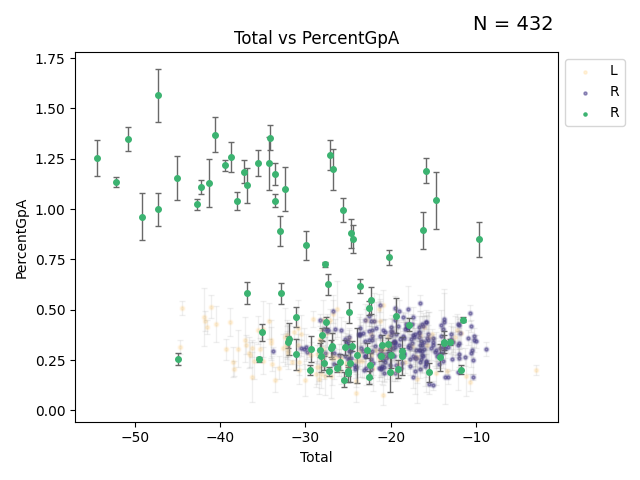 N = 432
Total vs PercentGpA
L
R
R
PercentGpA
1.75
1.50
1.25
1.00
0.75
0.50
0.25
0.00
−50
−40
−30
−20
−10
Total